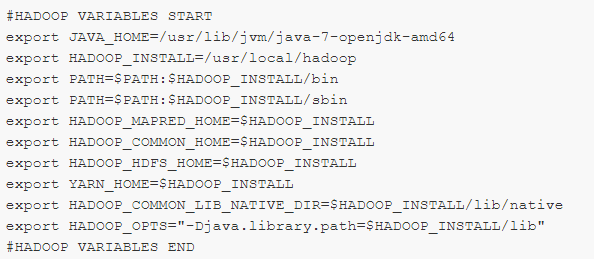 #HADOOP VARIABLES START
export JAVA_HOME=/usr/lib/jvm/java-7-openjdk-amd64
export HADOOP_INSTALL=/usr/local/hadoop
export PATH=$PATH:$HADOOP_INSTALL/bin
export PATH=$PATH:$HADOOP_INSTALL/sbin
export HADOOP_MAPRED_HOME=$HADOOP_INSTALL
export HADOOP_COMMON_HOME=$HADOOP_INSTALL
export HADOOP_HDFS_HOME=$HADOOP_INSTALL
export YARN_HOME=$HADOOP_INSTALL
export HADOOP_COMMON_LIB_NATIVE_DIR=$HADOOP_INSTALL/lib/native
export HADOOP_OPTS="-Djava.library.path=$HADOOP_INSTALL/lib"
#HADOOP VARIABLES END